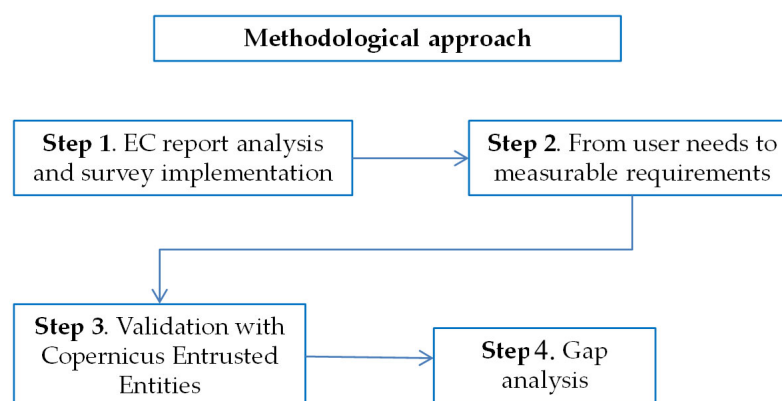 Methodological approach
Step 1. EC report analysis
and survey implementation
Step 2. From user needs to
measurable requirements
Step 3. Validation with
Copernicus Entrusted
Entities
Step 4. Gap
analysis